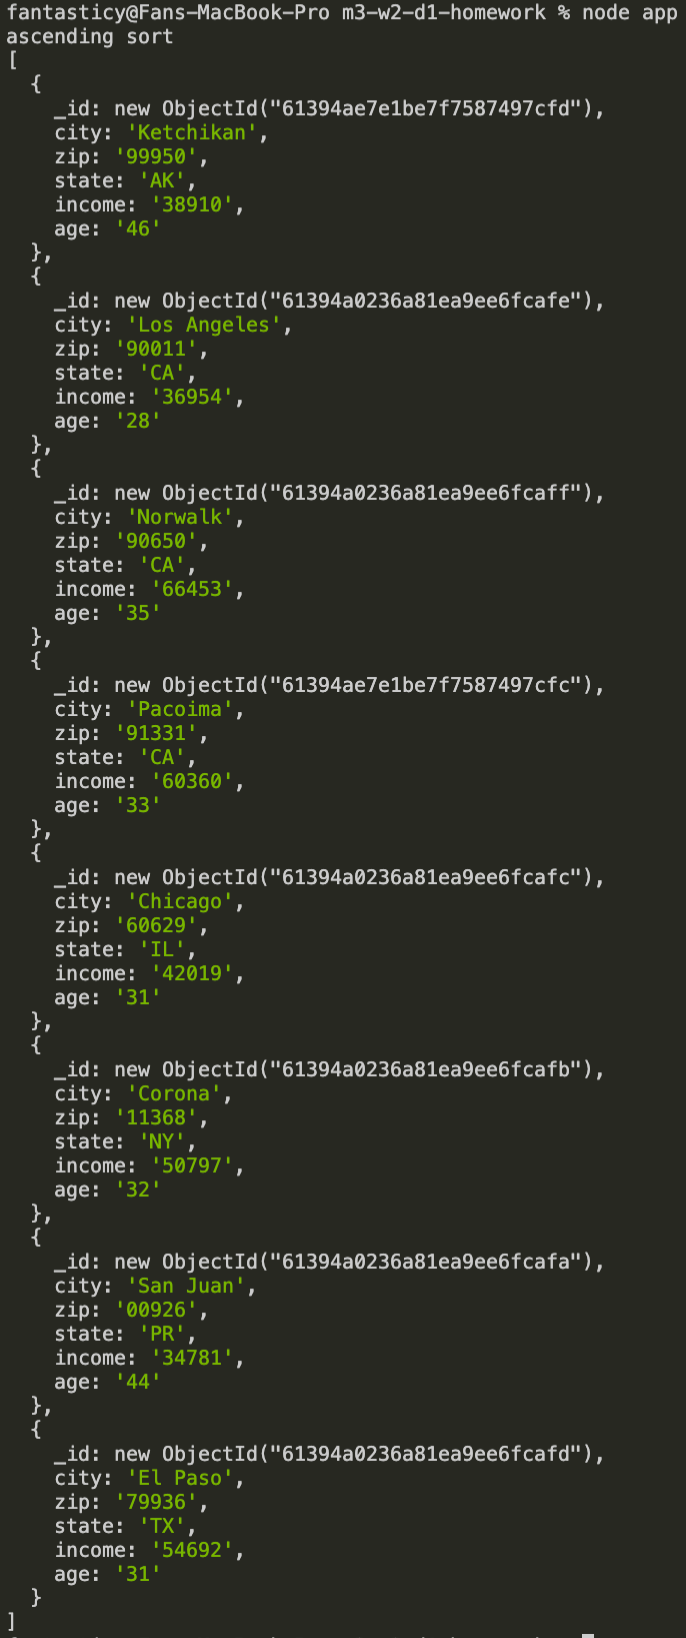 fantasticy@Fans-MacBook-Pro m3-w2-d1-homework % node app
ascending sort
[
  {
    _id: new ObjectId("61394ae7e1be7f7587497cfd"),
    city: 'Ketchikan',
    zip: '99950',
    state: 'AK',
    income: '38910',
    age: '46'
  },
  {
    _id: new ObjectId("61394a0236a81ea9ee6fcafe"),
    city: 'Los Angeles',
    zip: '90011',
    state: 'CA',
    income: '36954',
    age: '28'
  },
  {
    _id: new ObjectId("61394a0236a81ea9ee6fcaff"),
    city: 'Norwalk',
    zip: '90650',
    state: 'CA',
    income: '66453',
    age: '35'
  },
  {
    _id: new ObjectId("61394ae7e1be7f7587497cfc"),
    city: 'Pacoima',
    zip: '91331',
    state: 'CA',
    income: '60360',
    age: '33'
  },
  {
    _id: new ObjectId("61394a0236a81ea9ee6fcafc"),
    city: 'Chicago',
    zip: '60629',
    state: 'IL',
    income: '42019',
    age: '31'
  },
  {
    _id: new ObjectId("61394a0236a81ea9ee6fcafb"),
    city: 'Corona',
    zip: '11368',
    state: 'NY',
    income: '50797',
    age: '32'
  },
  {
    _id: new ObjectId("61394a0236a81ea9ee6fcafa"),
    city: 'San Juan',
    zip: '00926',
    state: 'PR',
    income: '34781',
    age: '44'
  },
  {
    _id: new ObjectId("61394a0236a81ea9ee6fcafd"),
    city: 'El Paso',
    zip: '79936',
    state: 'TX',
    income: '54692',
    age: '31'
  }
]